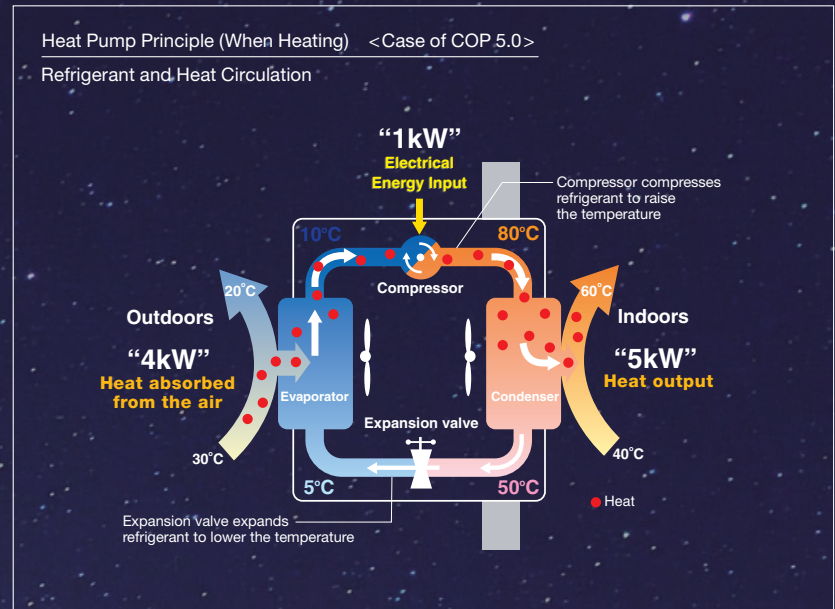 Heat Pump Principle (When Heating) <Case of COP 5.0>
Refrigerant and Heat Circulation
“1kW”
Electrical
Energy Input
Compressor compresses
refrigerant to raise
the temperature
10°C
80°C
Compressor
20°C
60°C
Outdoors
Indoors
“4kW”
Heat absorbed
from the air
“5kW”
Heat output
Evaporator
Condenser
Expansion valve
30°C
40°C
5°C
50°C
Heat
Expansion valve expands
refrigerant to lower the temperature